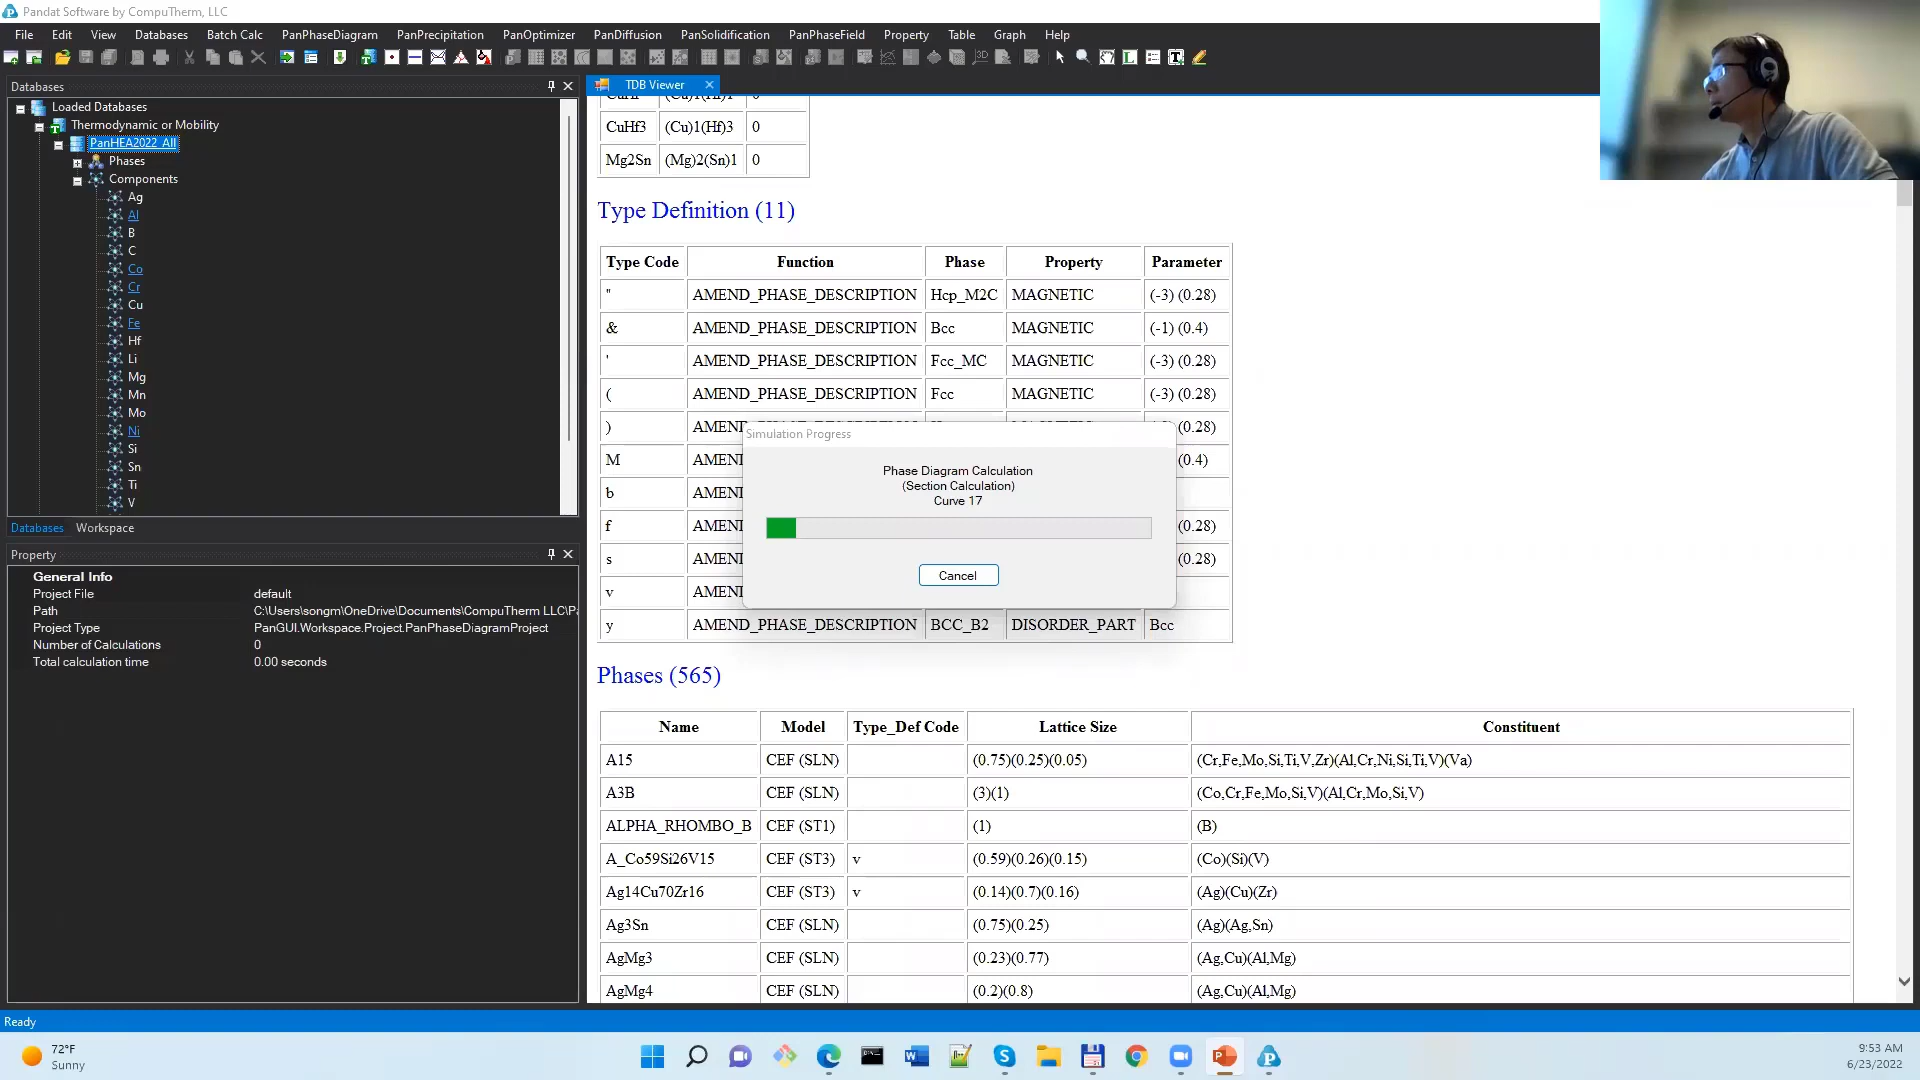 Pandat Software by CompuTherm, LLC
File Edit View Databases Batch Calc PanPhaseDiagram PanPrecipitation PanOptimizer PanDiffusion PanSolidification PanPhaseField Property Table Graph Help
Databases
Loaded Databases
Thermodynamic or Mobility
PanHEA2022_All
Phases
Components
Ag
Al
B
C
Co
Cr
Cu
Fe
Hf
Li
Mg
Mn
Mo
Ni
Si
Sn
Ti
V
Databases Workspace
Property
General Info
Project File default
Path C:\Users\songm\OneDrive\Documents\CompuTherm LLC\Pa
Project Type PanGUI.Workspace.Project.PanPhaseDiagramProject
Number of Calculations 0
Total calculation time 0.00 seconds
TDB Viewer
CuHf3 (Cu)1(Hf)3 0
Mg2Sn (Mg)2(Sn)1 0
Type Definition (11)
Type Code Function Phase Property Parameter
" AMEND_PHASE_DESCRIPTION Hcp_M2C MAGNETIC (-3) (0.28)
& AMEND_PHASE_DESCRIPTION Bcc MAGNETIC (-1) (0.4)
' AMEND_PHASE_DESCRIPTION Fcc_MC MAGNETIC (-3) (0.28)
( AMEND_PHASE_DESCRIPTION Fcc MAGNETIC (-3) (0.28)
) AMEND (0.28)
M AMEN (0.4)
b AMEN
f AMEN (0.28)
s AMEN (0.28)
v AMEN
y AMEND_PHASE_DESCRIPTION BCC_B2 DISORDER_PART Bcc
Simulation Progress
Phase Diagram Calculation
(Section Calculation)
Curve 17
Cancel
Phases (565)
Name Model Type_Def Code Lattice Size Constituent
A15 CEF (SLN) (0.75)(0.25)(0.05) (Cr,Fe,Mo,Si,Ti,V,Zr)(Al,Cr,Ni,Si,Ti,V)(Va)
A3B CEF (SLN) (3)(1) (Co,Cr,Fe,Mo,Si,V)(Al,Cr,Mo,Si,V)
ALPHA_RHOMBO_B CEF (ST1) (1) (B)
A_Co59Si26V15 CEF (ST3) v (0.59)(0.26)(0.15) (Co)(Si)(V)
Ag14Cu70Zr16 CEF (ST3) v (0.14)(0.7)(0.16) (Ag)(Cu)(Zr)
Ag3Sn CEF (SLN) (0.75)(0.25) (Ag)(Ag,Sn)
AgMg3 CEF (SLN) (0.23)(0.77) (Ag,Cu)(Al,Mg)
AgMg4 CEF (SLN) (0.2)(0.8) (Ag,Cu)(Al,Mg)
Ready
72°F
Sunny
9:53 AM
6/23/2022